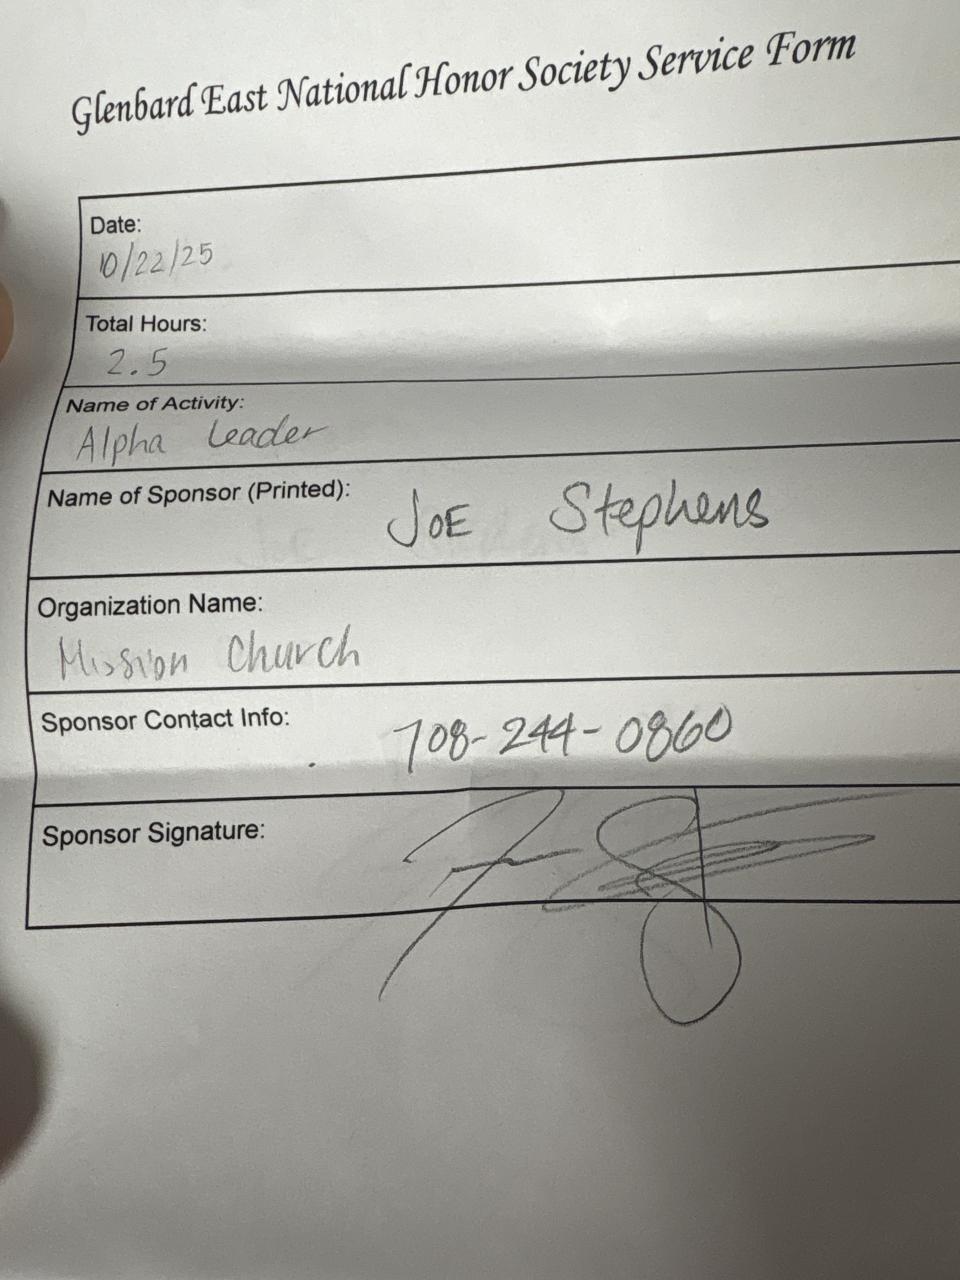 Glenbard East National Honor Society Service Form
Date:
10/22/25
Total Hours:
2.5
Name of Activity:
Alpha Leader
Name of Sponsor (Printed):
JOE Stephens
Organization Name:
Mission Church
Sponsor Contact Info:
708-244-0860
Sponsor Signature: